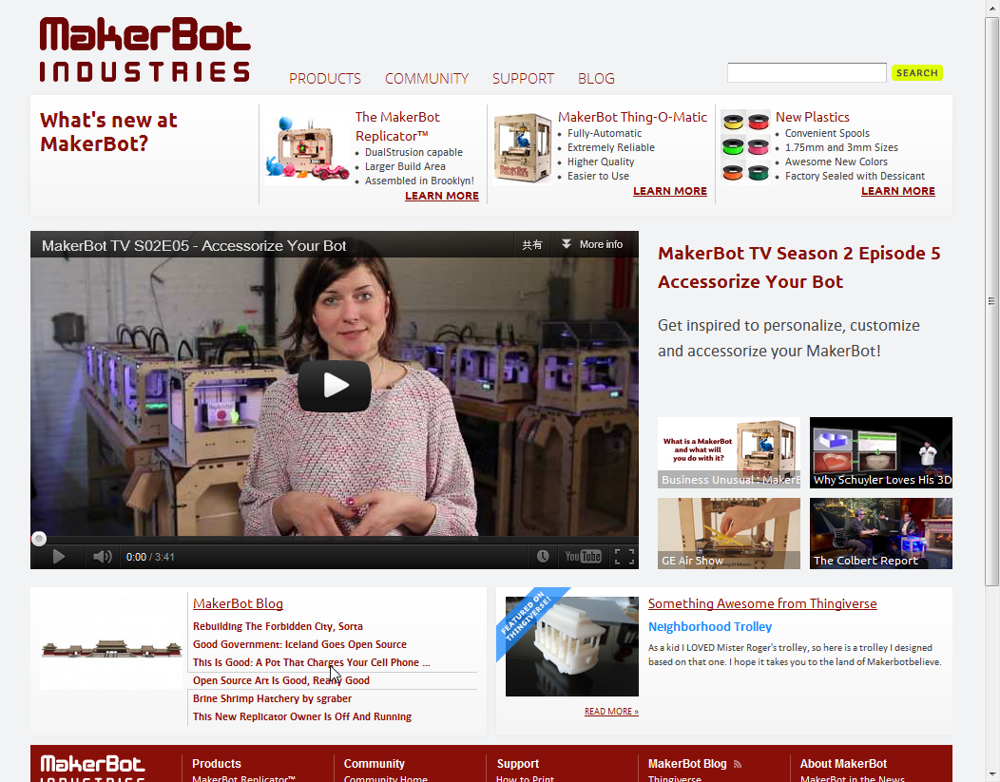 MakerBot
INDUSTRIES
PRODUCTS COMMUNITY SUPPORT BLOG
SEARCH
What's new at
MakerBot?
The MakerBot
Replicator™
DualStrusion capable
Larger Build Area
Assembled in Brooklyn!
LEARN MORE
MakerBot Thing-O-Matic
Fully-Automatic
Extremely Reliable
Higher Quality
Easier to Use
LEARN MORE
New Plastics
Convenient Spools
1.75mm and 3mm Sizes
Awesome New Colors
Factory Sealed with Dessicant
LEARN MORE
MakerBot TV S02E05 - Accessorize Your Bot
共有
More info
0:00 / 3:41
YouTube
MakerBot TV Season 2 Episode 5
Accessorize Your Bot
Get inspired to personalize, customize
and accessorize your MakerBot!
What is a MakerBot
and what will
you do with it?
Business Unusual : MakerB
Why Schuyler Loves His 3D
GE Air Show
The Colbert Report
MakerBot Blog
Rebuilding The Forbidden City, Sorta
Good Government: Iceland Goes Open Source
This Is Good: A Pot That Charges Your Cell Phone ...
Open Source Art Is Good, Really Good
Brine Shrimp Hatchery by sgraber
This New Replicator Owner Is Off And Running
FEATURED ON
THINGIVERSE!
Something Awesome from Thingiverse
Neighborhood Trolley
As a kid I LOVED Mister Roger's trolley, so here is a trolley I designed
based on that one. I hope it takes you to the land of Makerbotbelieve.
READ MORE »
MakerBot
INDUSTRIES
Products
MakerBot Replicator™
Community
Community Home
Support
How to Print
MakerBot Blog
Thingiverse
About MakerBot
MakerBot in the News